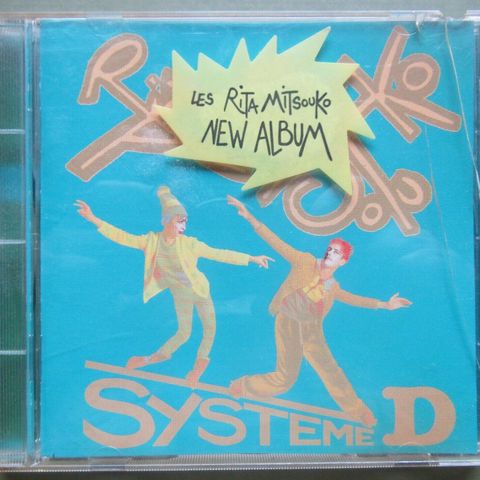 LES RiTA MiTSOUKO
NEW ALBUM
SYSTEME D